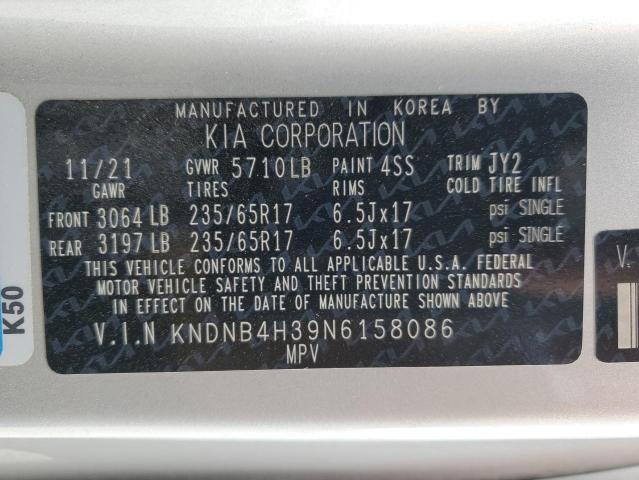 MANUFACTURED IN KOREA BY
KIA CORPORATION
11/21 GVWR 5710LB PAINT 4SS TRIM JY2
GAWR TIRES RIMS COLD TIRE INFL
FRONT 3064 LB 235/65R17 6.5Jx17 psi SINGLE
REAR 3197 LB 235/65R17 6.5Jx17 psi SINGLE
THIS VEHICLE CONFORMS TO ALL APPLICABLE U.S.A. FEDERAL
MOTOR VEHICLE SAFETY AND THEFT PREVENTION STANDARDS
IN EFFECT ON THE DATE OF MANUFACTURE SHOWN ABOVE
V.I.N KNDNB4H39N6158086
MPV
K50
V.